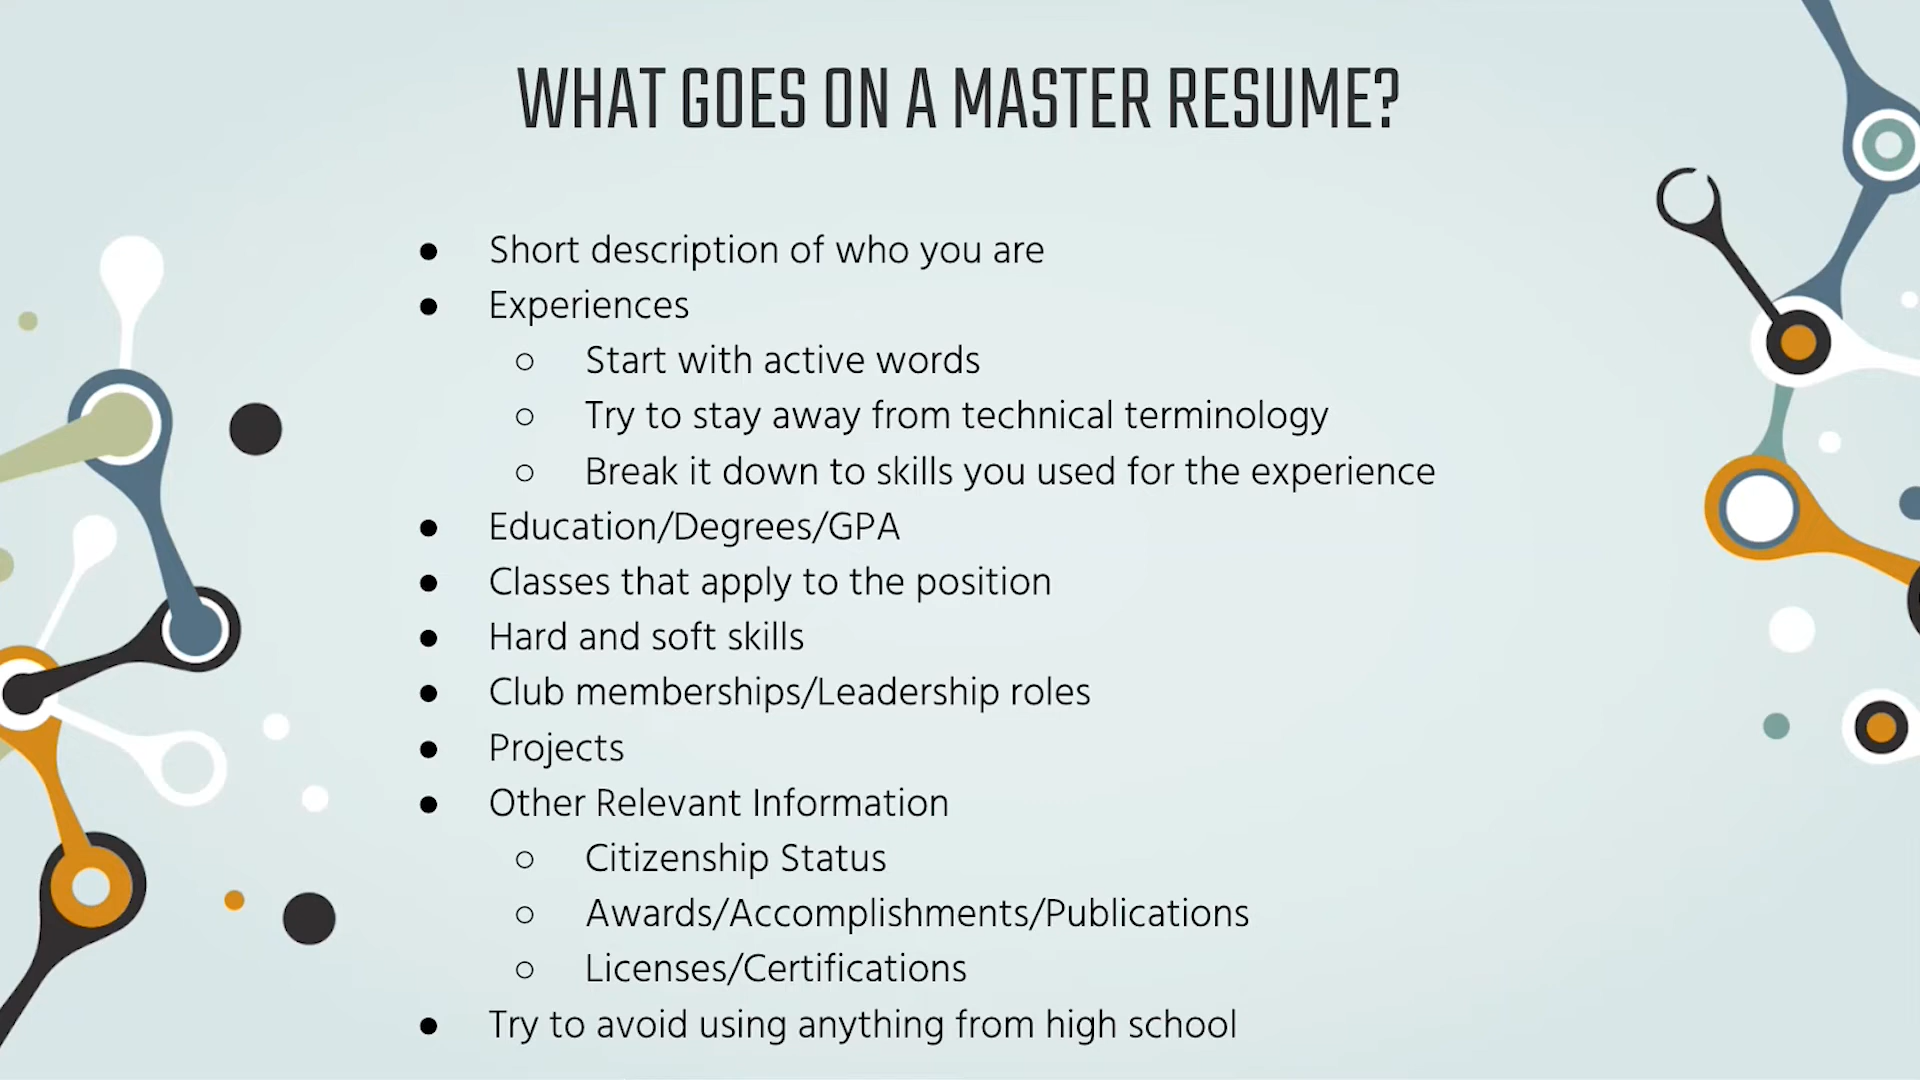 WHAT GOES ON A MASTER RESUME?
● Short description of who you are
● Experiences
○ Start with active words
○ Try to stay away from technical terminology
○ Break it down to skills you used for the experience
● Education/Degrees/GPA
● Classes that apply to the position
● Hard and soft skills
● Club memberships/Leadership roles
● Projects
● Other Relevant Information
○ Citizenship Status
○ Awards/Accomplishments/Publications
○ Licenses/Certifications
● Try to avoid using anything from high school